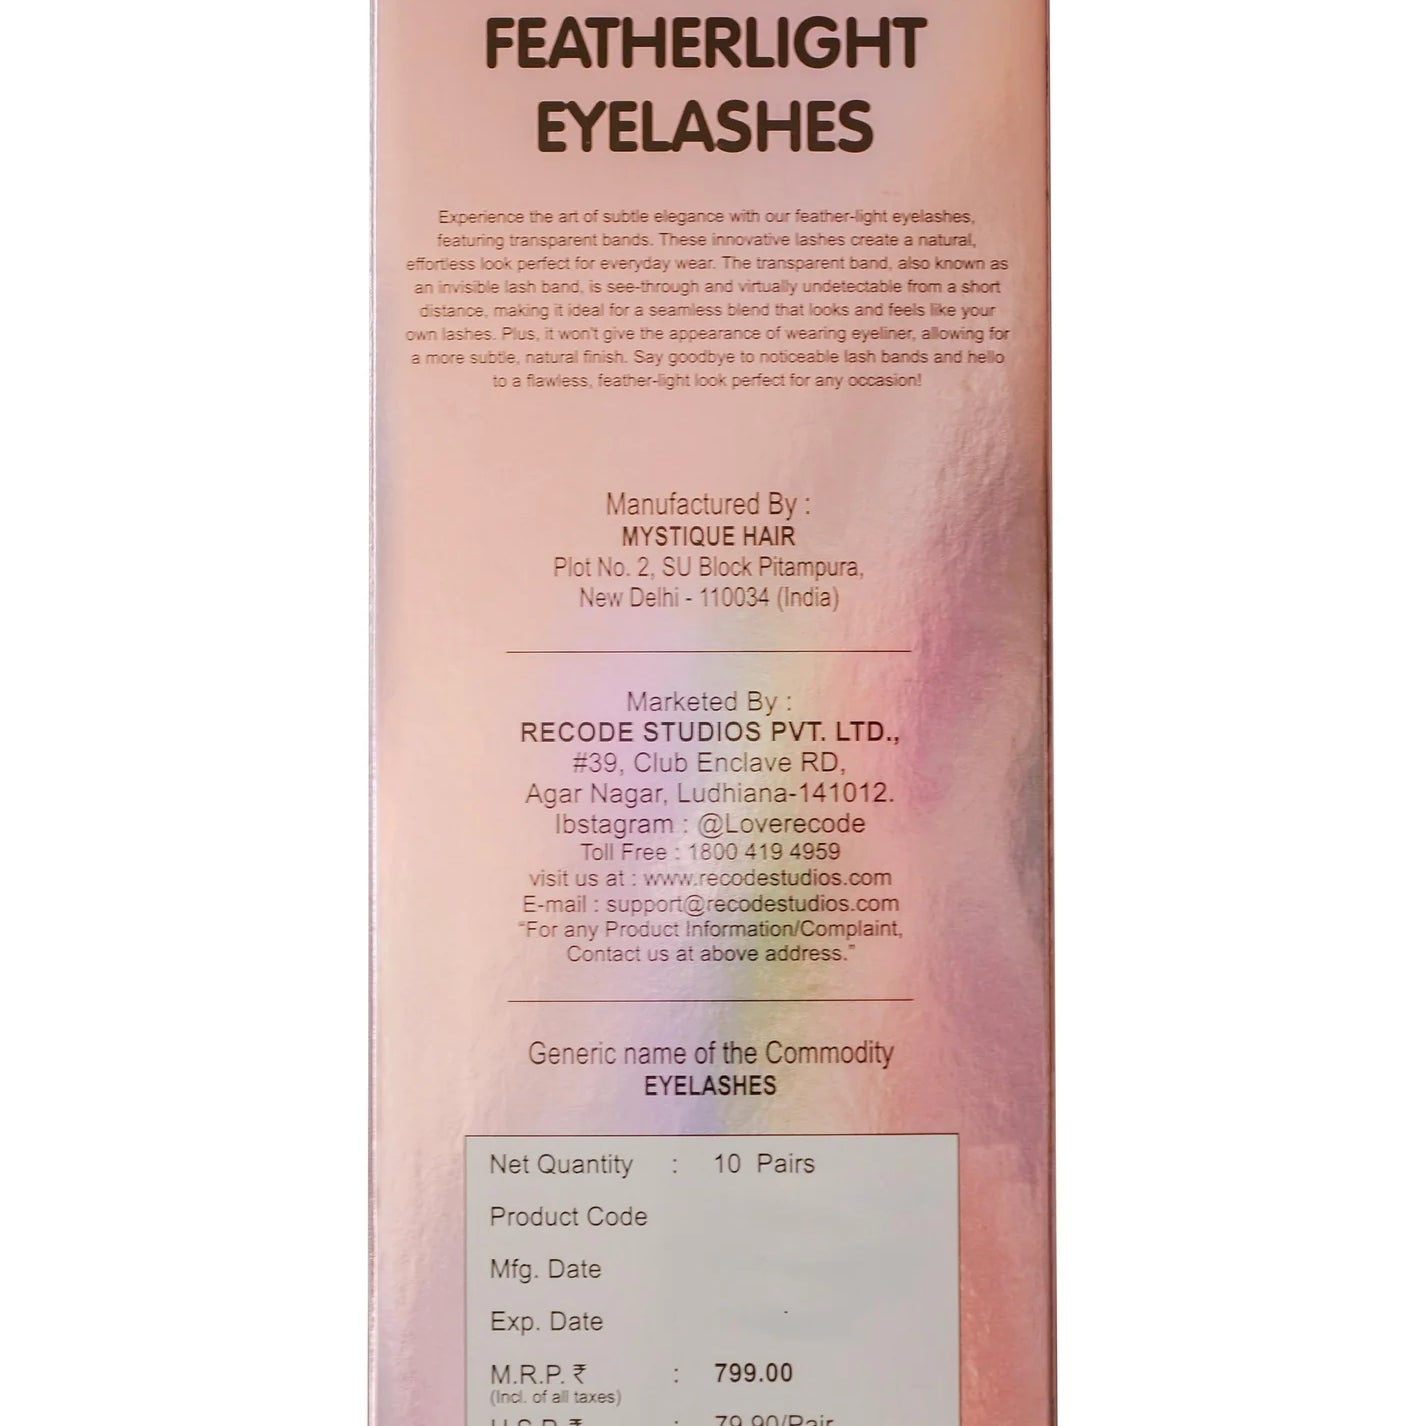 FEATHERLIGHT
EYELASHES
Experience the art of subtle elegance with our feather-light eyelashes,
featuring transparent bands. These innovative lashes create a natural,
effortless look perfect for everyday wear. The transparent band, also known as
an invisible lash band, is see-through and virtually undetectable from a short
distance, making it ideal for a seamless blend that looks and feels like your
own lashes. Plus, it won't give the appearance of wearing eyeliner, allowing for
a more subtle, natural finish. Say goodbye to noticeable lash bands and hello
to a flawless, feather-light look perfect for any occasion!
Manufactured By :
MYSTIQUE HAIR
Plot No. 2, SU Block Pitampura,
New Delhi - 110034 (India)
Marketed By :
RECODE STUDIOS PVT. LTD.,
#39, Club Enclave RD,
Agar Nagar, Ludhiana-141012.
Ibstagram : @Loverecode
Toll Free : 1800 419 4959
visit us at : www.recodestudios.com
E-mail : support@recodestudios.com
“For any Product Information/Complaint,
Contact us at above address.”
Generic name of the Commodity
EYELASHES
Net Quantity : 10 Pairs
Product Code
Mfg. Date
Exp. Date
M.R.P. ₹ : 799.00
(Incl. of all taxes)
U.S.P. ₹ : 79.90/Pair